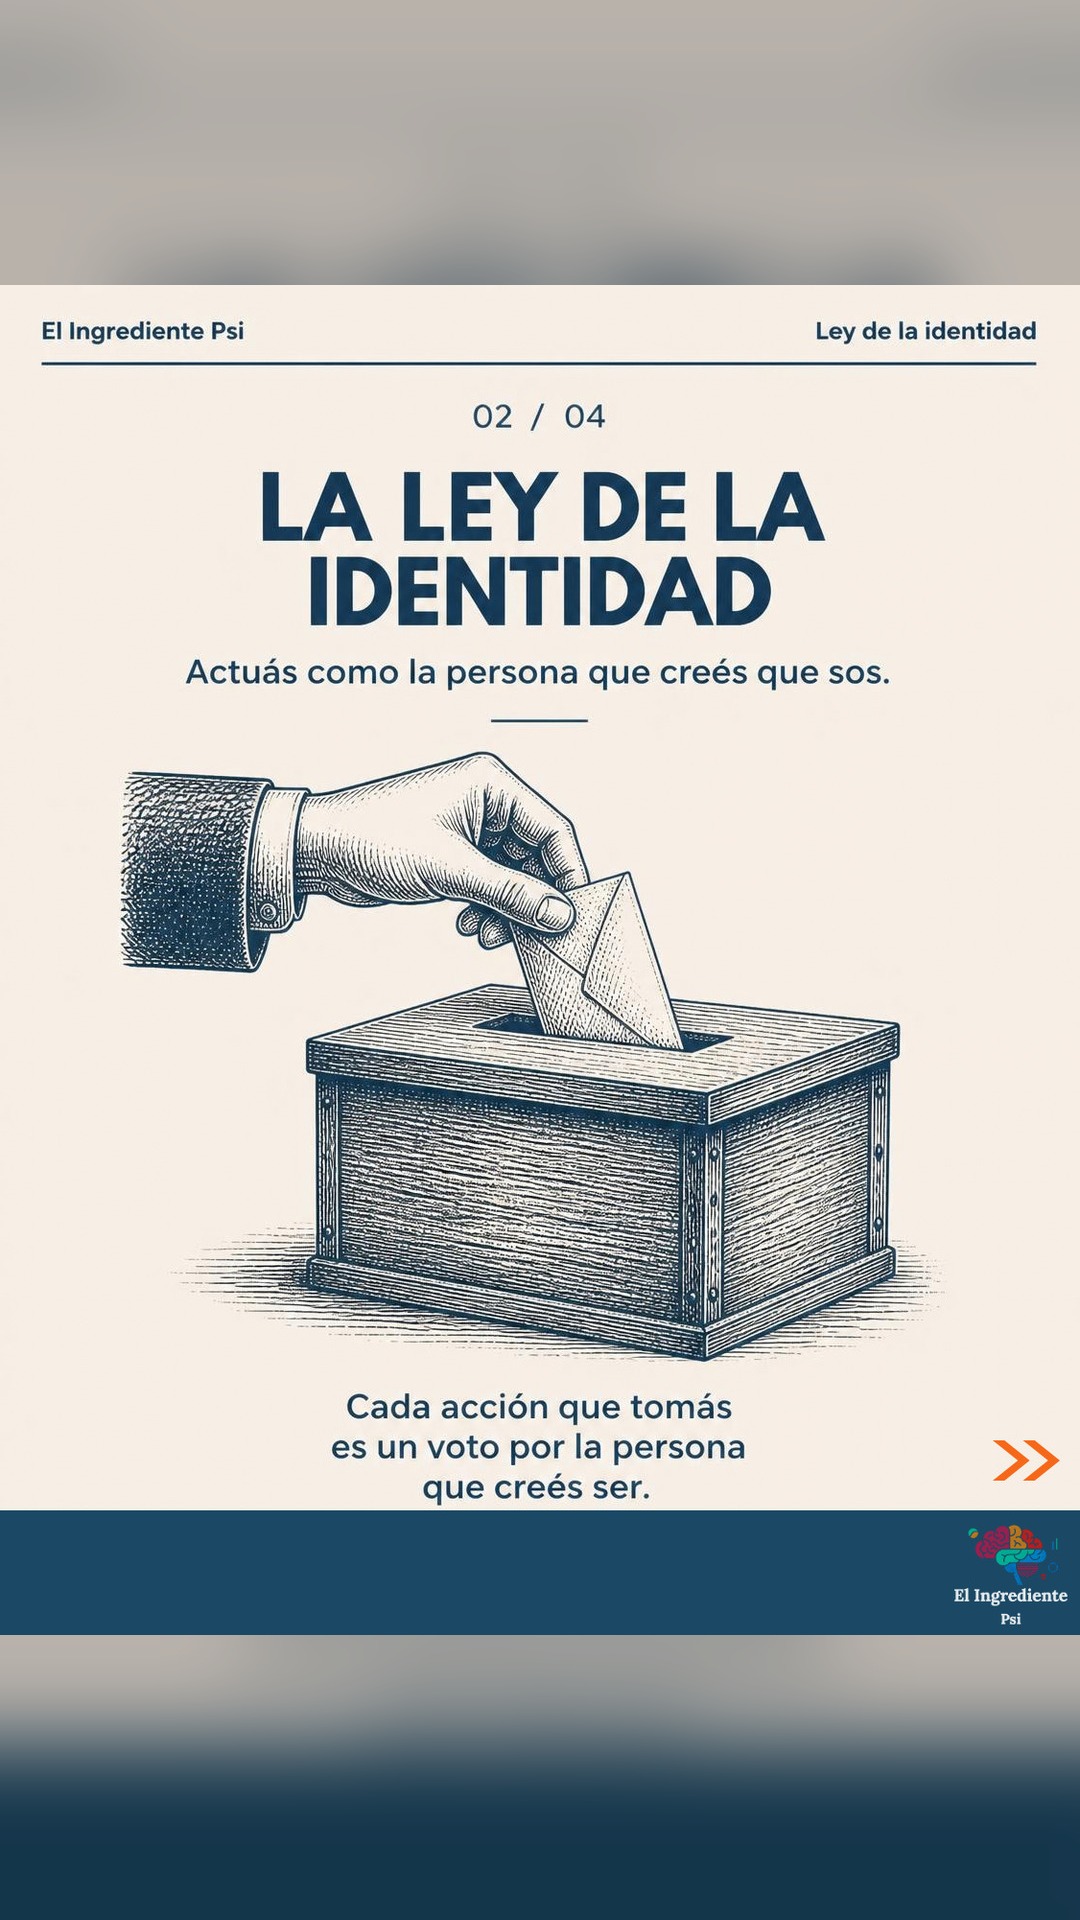 El Ingrediente Psi
Ley de la identidad
02 / 04
LA LEY DE LA
IDENTIDAD
Actuás como la persona que creés que sos.
Cada acción que tomás
es un voto por la persona
que creés ser.
El Ingrediente
Psi